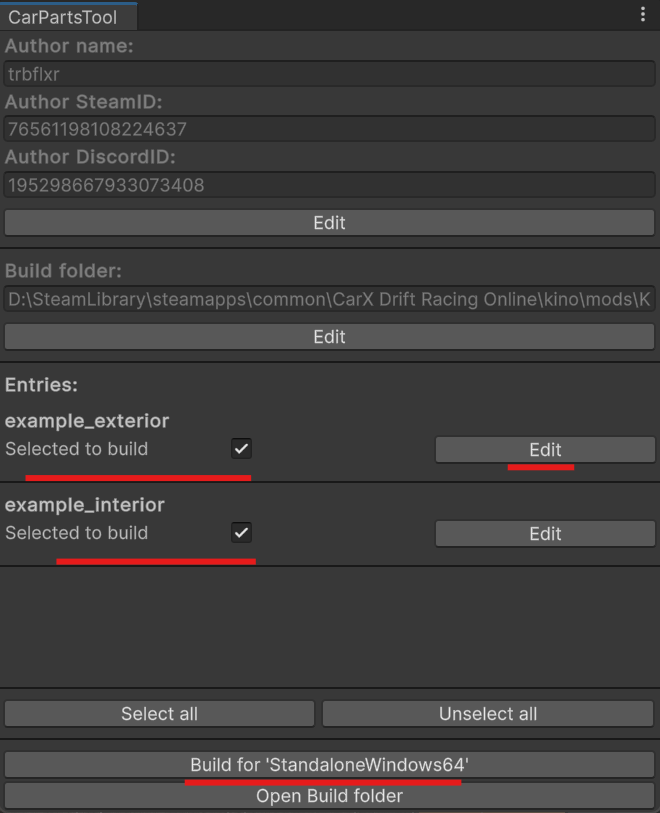 CarPartsTool
Author name:
trbflxr
Author SteamID:
76561198108224637
Author DiscordID:
195298667933073408
Edit
Build folder:
D:\SteamLibrary\steamapps\common\CarX Drift Racing Online\kino\mods\K
Edit
Entries:
example_exterior
Selected to build Edit
example_interior
Selected to build Edit
Select all Unselect all
Build for 'StandaloneWindows64'
Open Build folder